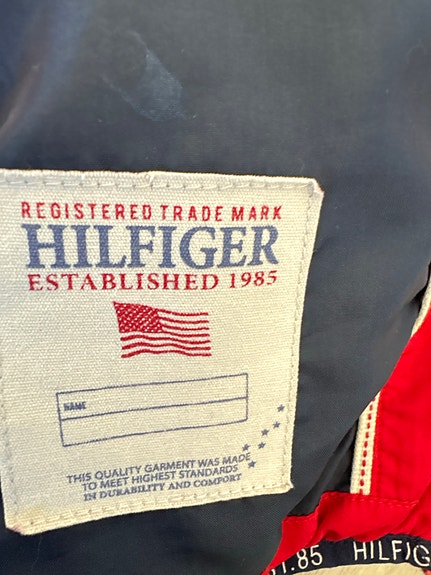 REGISTERED TRADE MARK
HILFIGER
ESTABLISHED 1985
NAME
THIS QUALITY GARMENT WAS MADE
TO MEET HIGHEST STANDARDS
IN DURABILITY AND COMFORT
.85 HILFIG